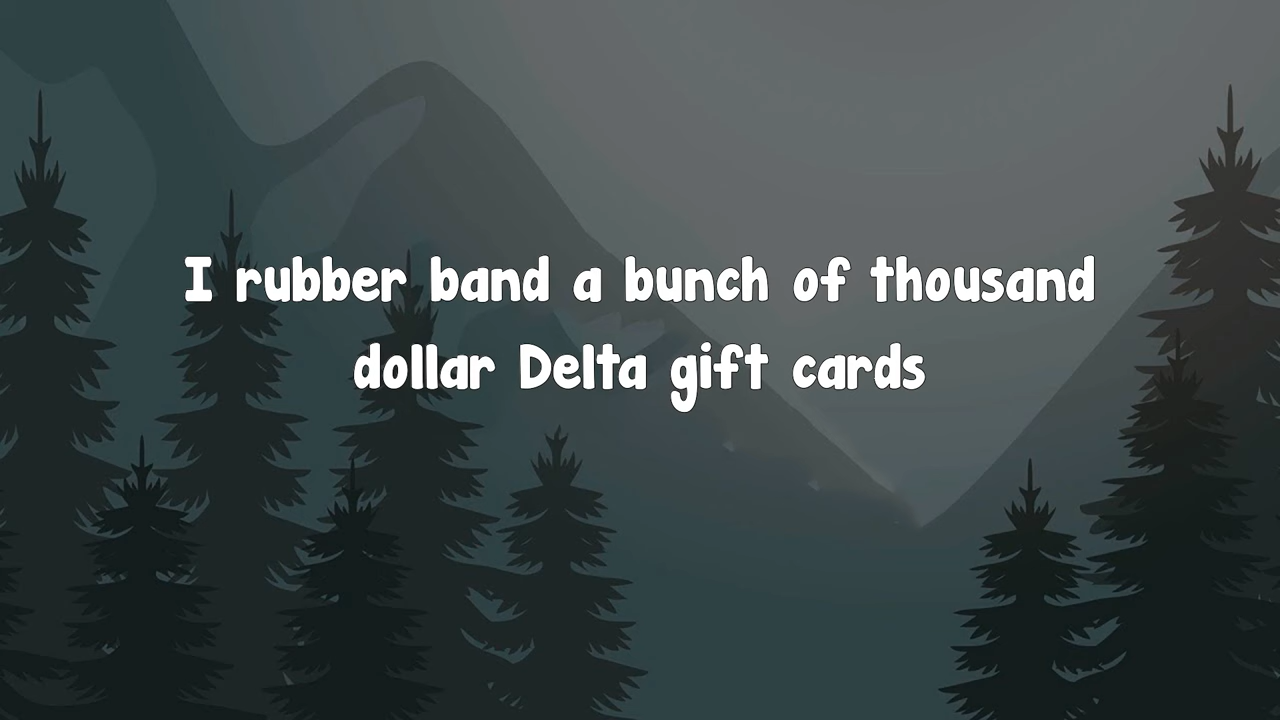 I rubber band a bunch of thousand
dollar Delta gift cards